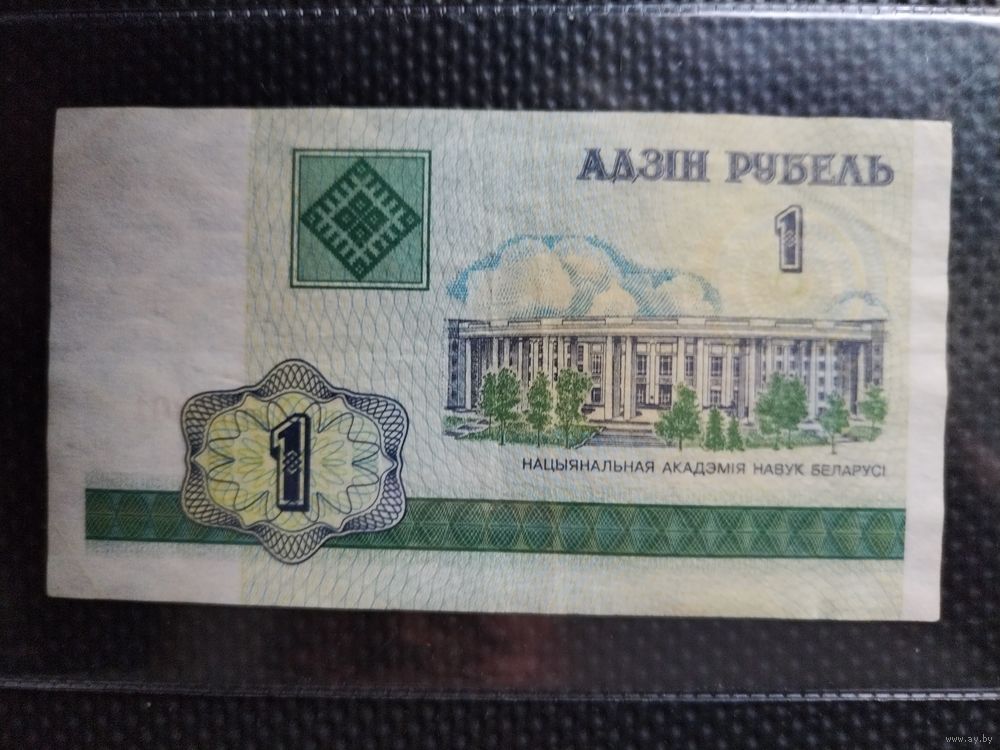 АДЗІН РУБЕЛЬ
1
НАЦЫЯНАЛЬНАЯ АКАДЭМІЯ НАВУК БЕЛАРУСІ
1
www.ay.by